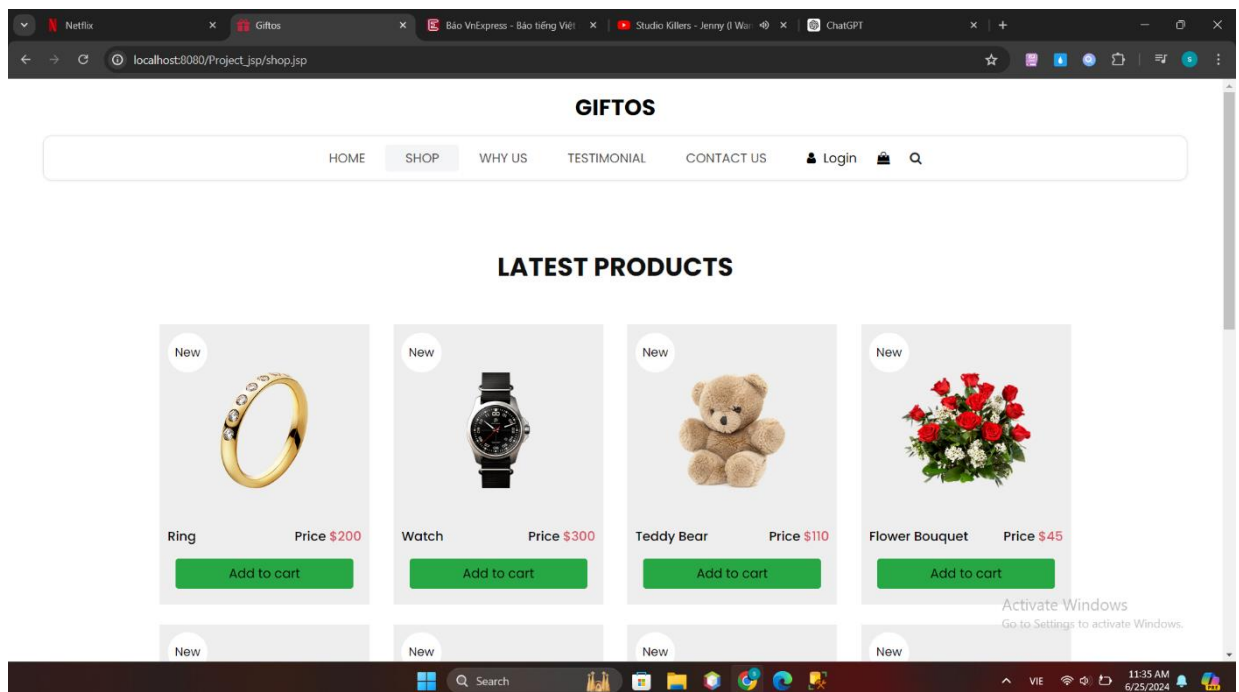 Netflix
Giftos
Báo VnExpress - Báo tiếng Việt
Studio Killers - Jenny (I Wan
ChatGPT
localhost:8080/Project_jsp/shop.jsp
GIFTOS
HOME SHOP WHY US TESTIMONIAL CONTACT US Login
LATEST PRODUCTS
New New New New
Ring Price $200 Watch Price $300 Teddy Bear Price $110 Flower Bouquet Price $45
Add to cart Add to cart Add to cart Add to cart
Activate Windows
Go to Settings to activate Windows.
New New New New
Search
VIE
11:35 AM
6/25/2024